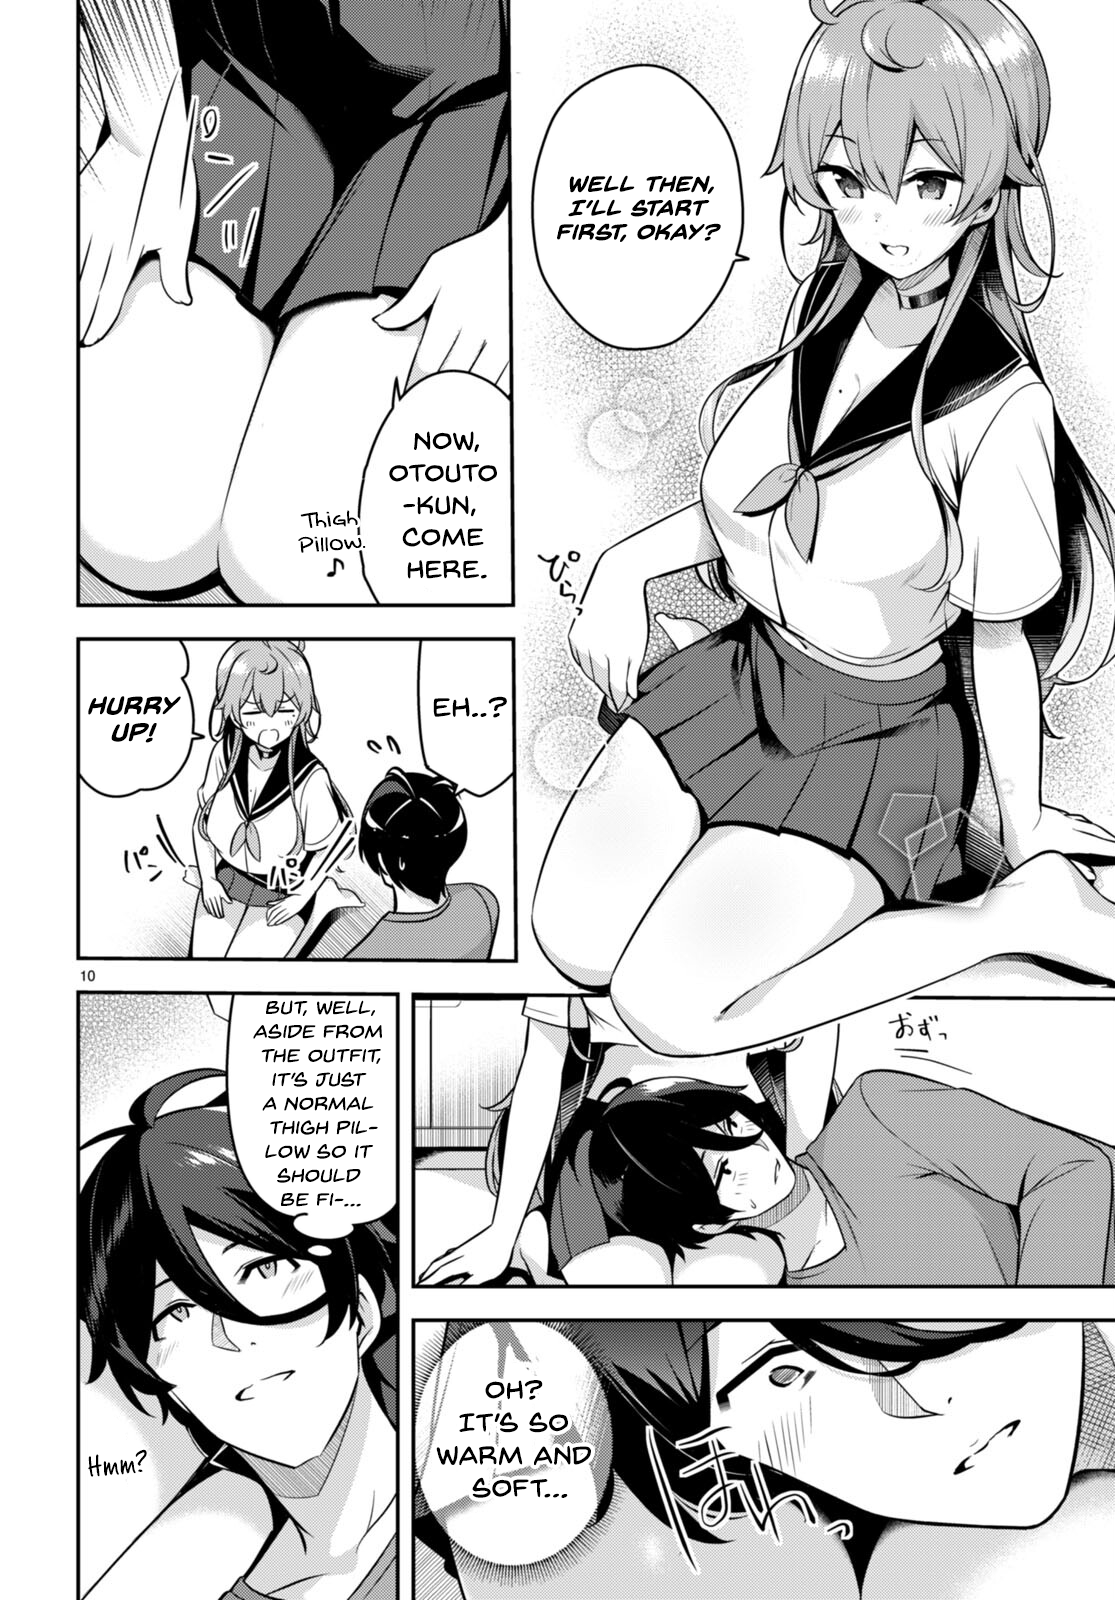 WELL THEN,
I'LL START
FIRST, OKAY?
ぴらっ
NOW,
OTOUTO
-KUN,
COME
HERE.
Thigh
Pillow.
♪
EH..?
HURRY
UP!
パン
パン
10
おずっ
BUT, WELL,
ASIDE FROM
THE OUTFIT,
IT'S JUST
A NORMAL
THIGH PIL-
LOW SO IT
SHOULD
BE FI-...
Hmm?
OH?
IT'S SO
WARM AND
SOFT...
ほわっ